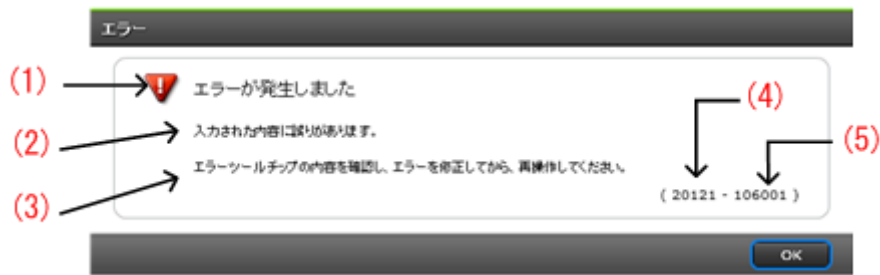 エラー
(1)
エラーが発生しました
(4)
(2)
入力された内容に誤りがあります。
(5)
エラーツールチップの内容を確認し、エラーを修正してから、再操作してください。
(3)
( 20121 - 106001 )
OK